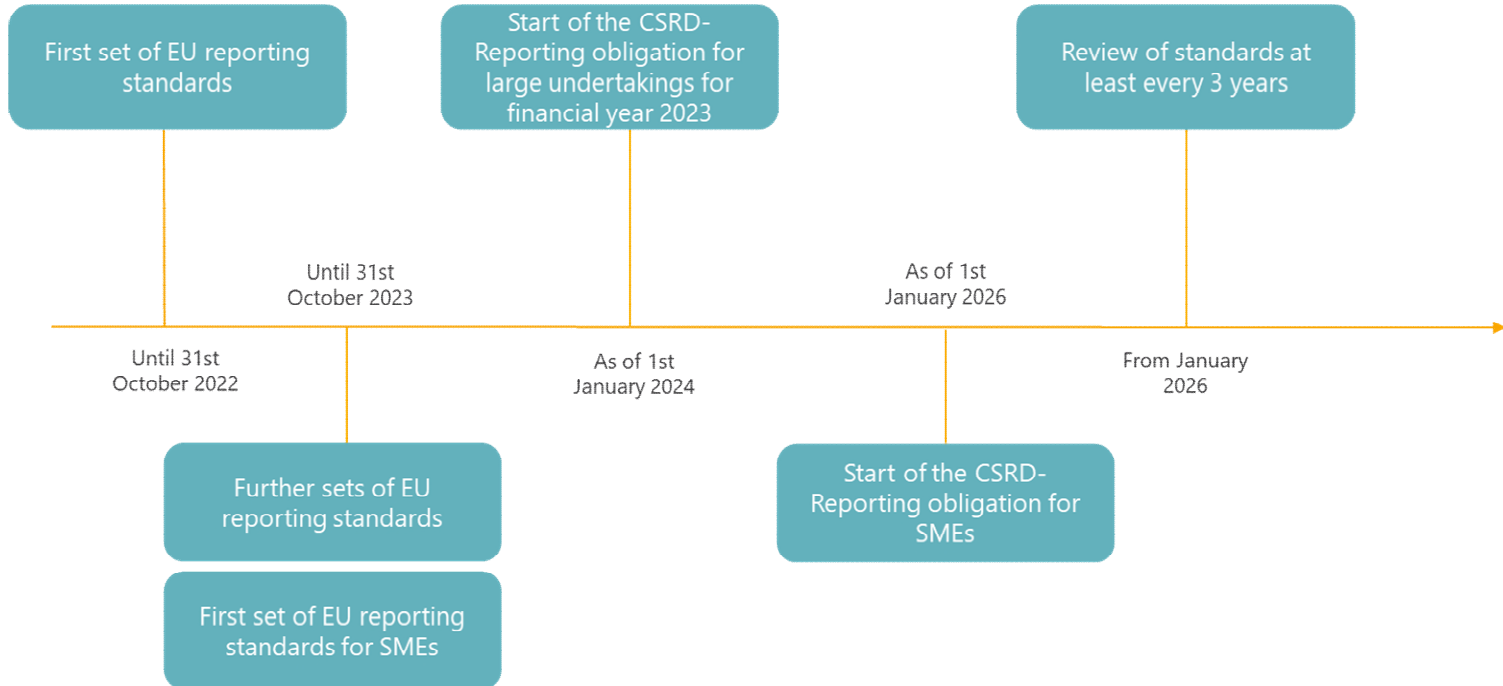 First set of EU reporting
standards
Start of the CSRD-
Reporting obligation for
large undertakings for
financial year 2023
Review of standards at
least every 3 years
Until 31st
October 2023
As of 1st
January 2026
Until 31st
October 2022
As of 1st
January 2024
From January
2026
Further sets of EU
reporting standards
Start of the CSRD-
Reporting obligation for
SMEs
First set of EU reporting
standards for SMEs